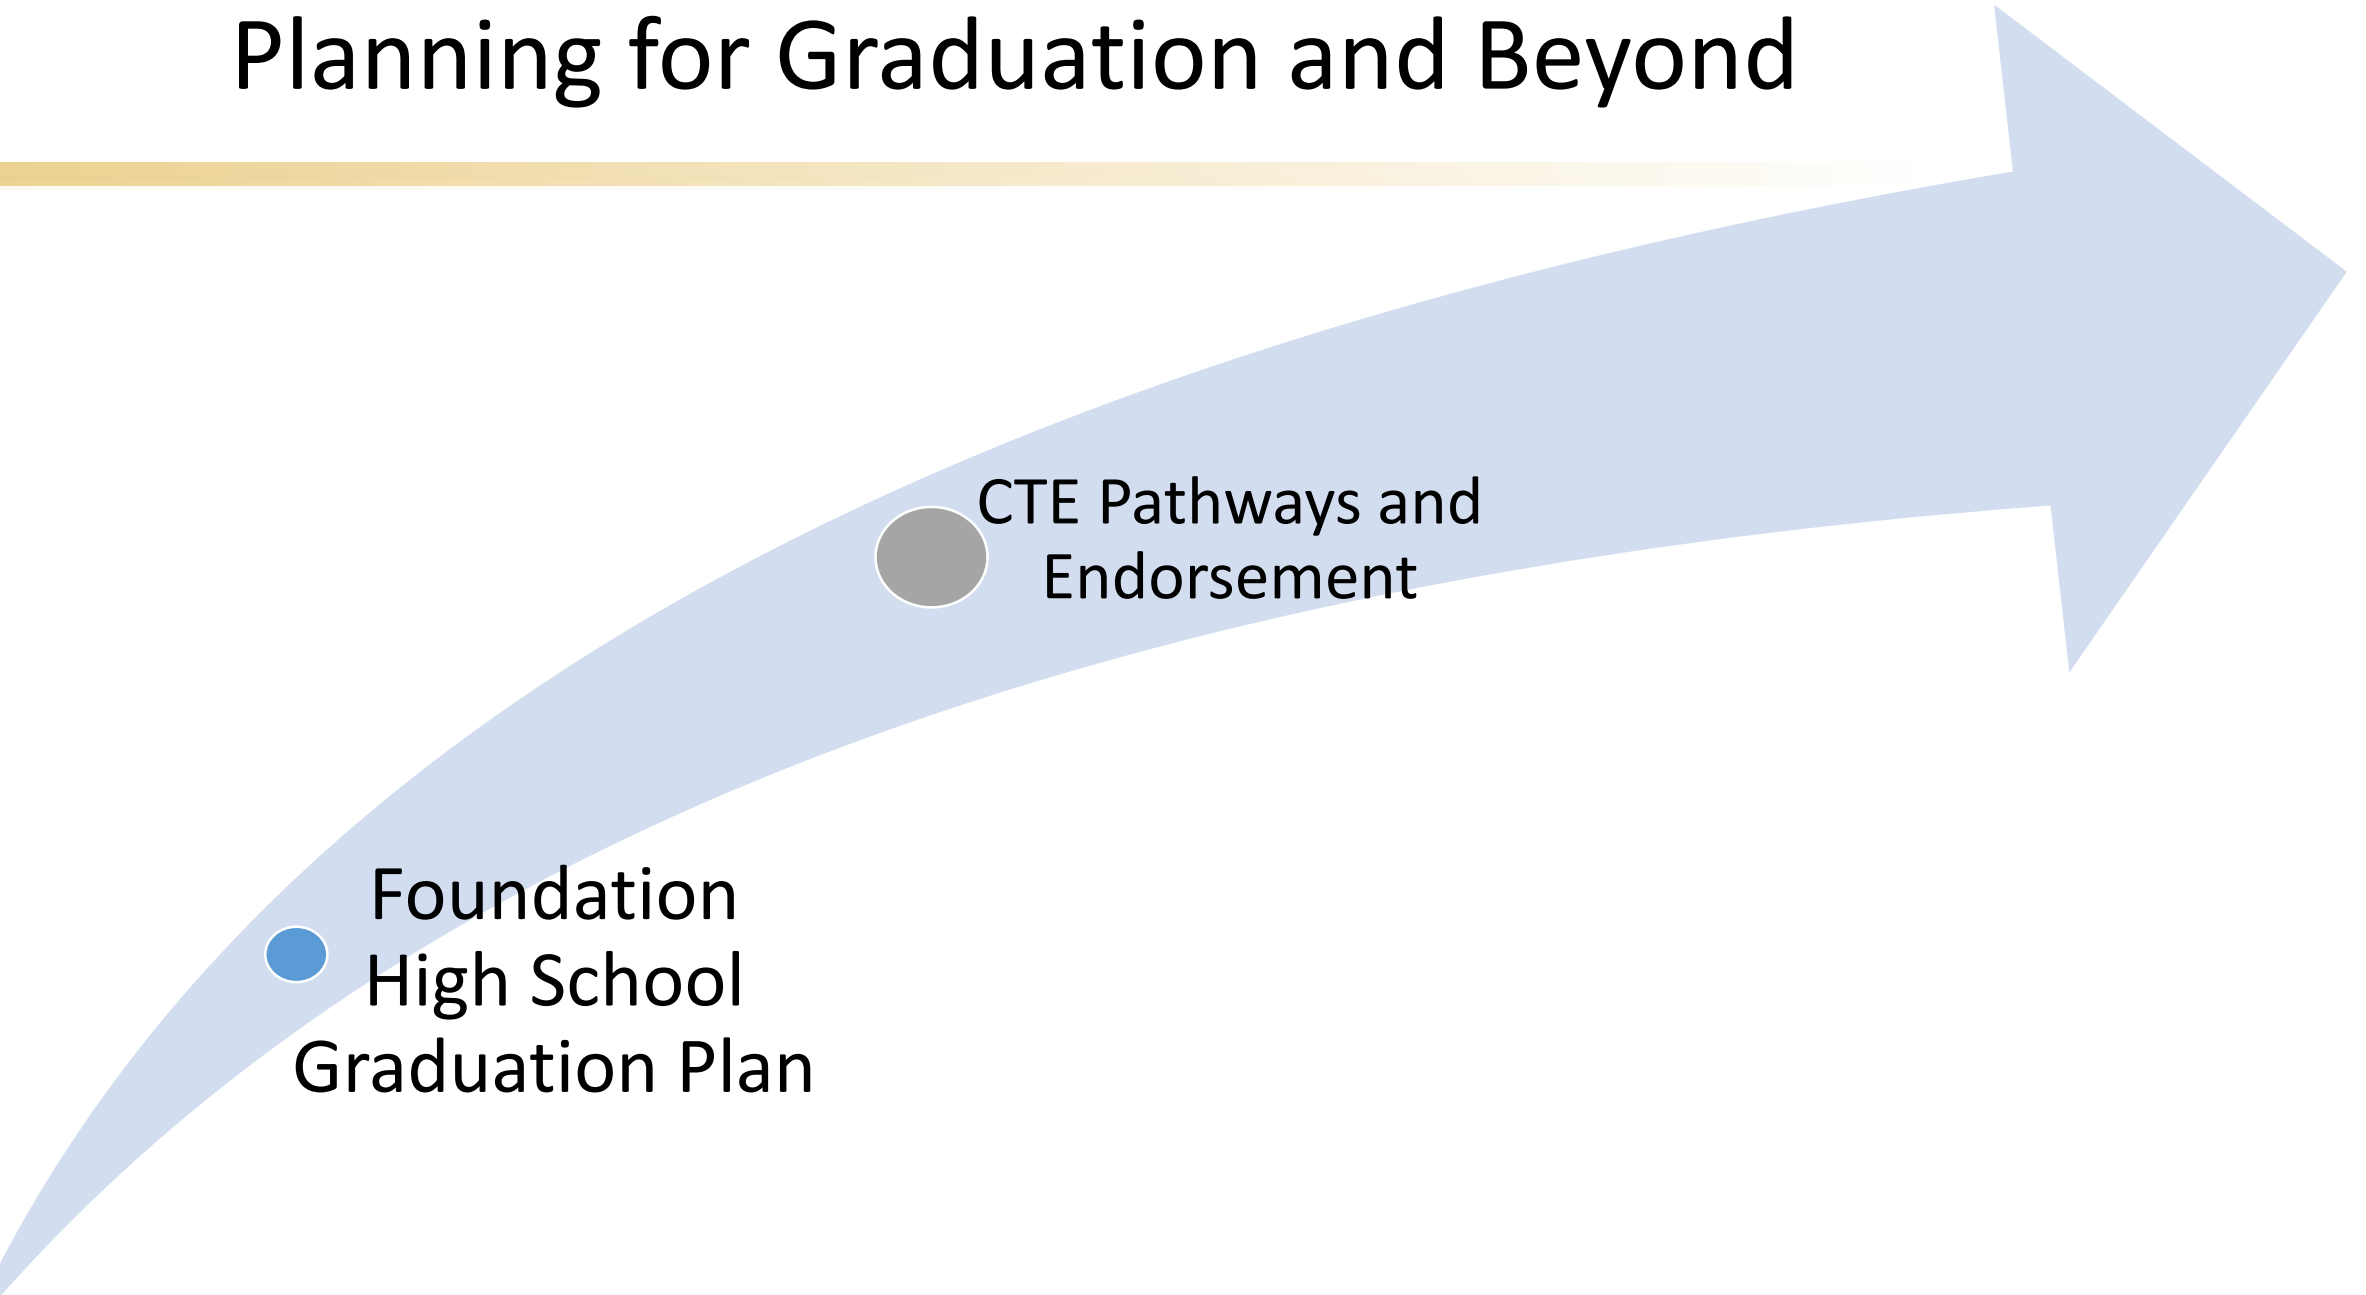 Planning for Graduation and Beyond
CTE Pathways and
Endorsement
Foundation
High School
Graduation Plan